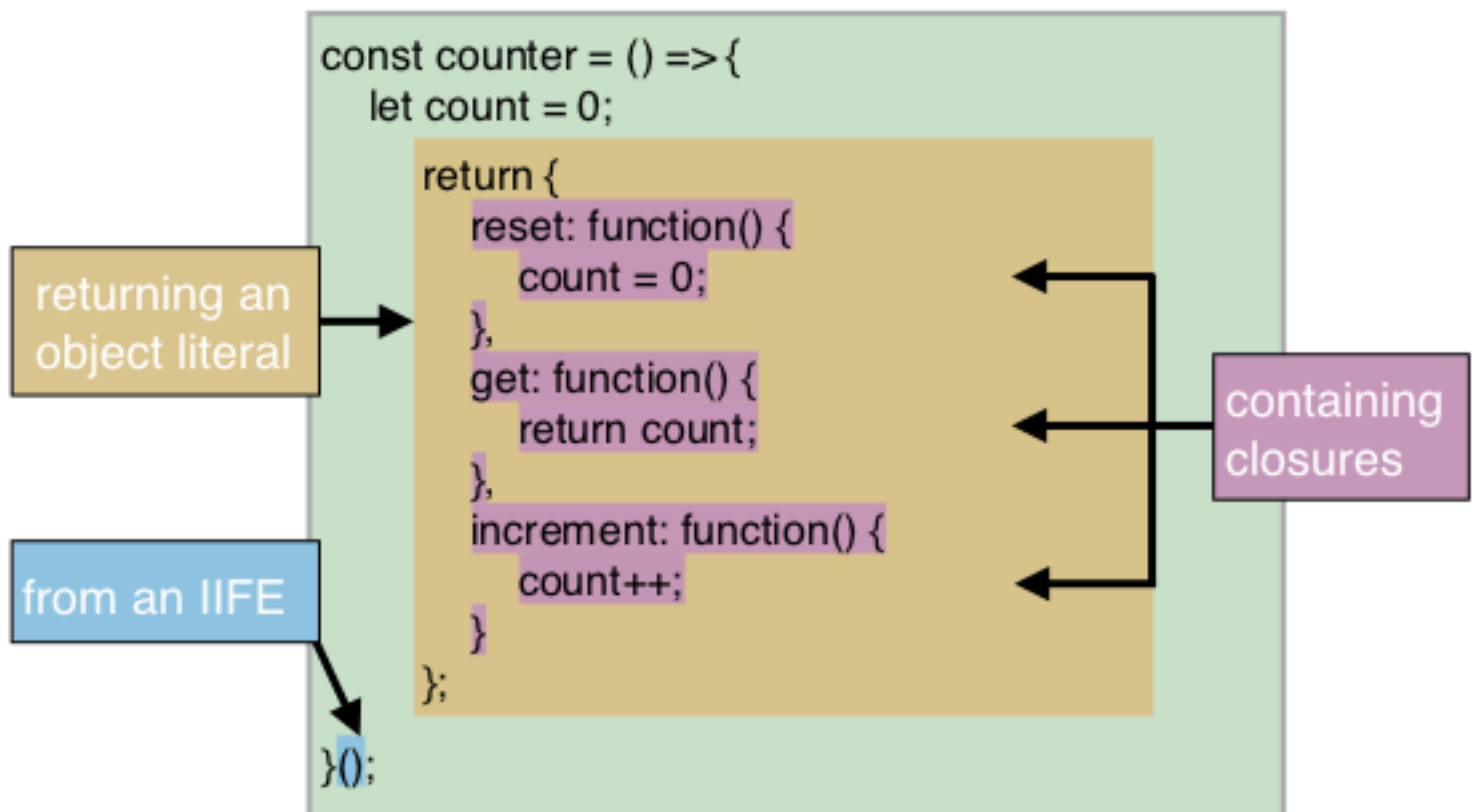 const counter = () => {
let count = 0;
return {
reset: function() {
count = 0;
},
get: function() {
return count;
},
increment: function() {
count++;
}
};
}();
returning an
object literal
from an IIFE
containing
closures